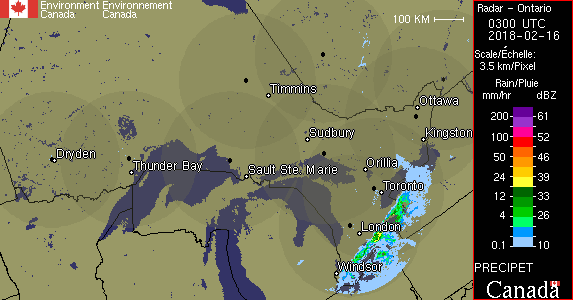 Environment Environnement
Canada Canada
100 KM
Timmins
Ottawa
Sudbury
Kingston
Dryden
Thunder Bay
Sault Ste. Marie
Orillia
Toronto
London
Windsor
Radar - Ontario
0300 UTC
2018-02-16
Scale/Échelle:
3.5 km/Pixel
Rain/Pluie
mm/hr dBZ
200 61
100 52
50 46
24 39
12 33
4 26
0.1 10
PRECIPET
Canada